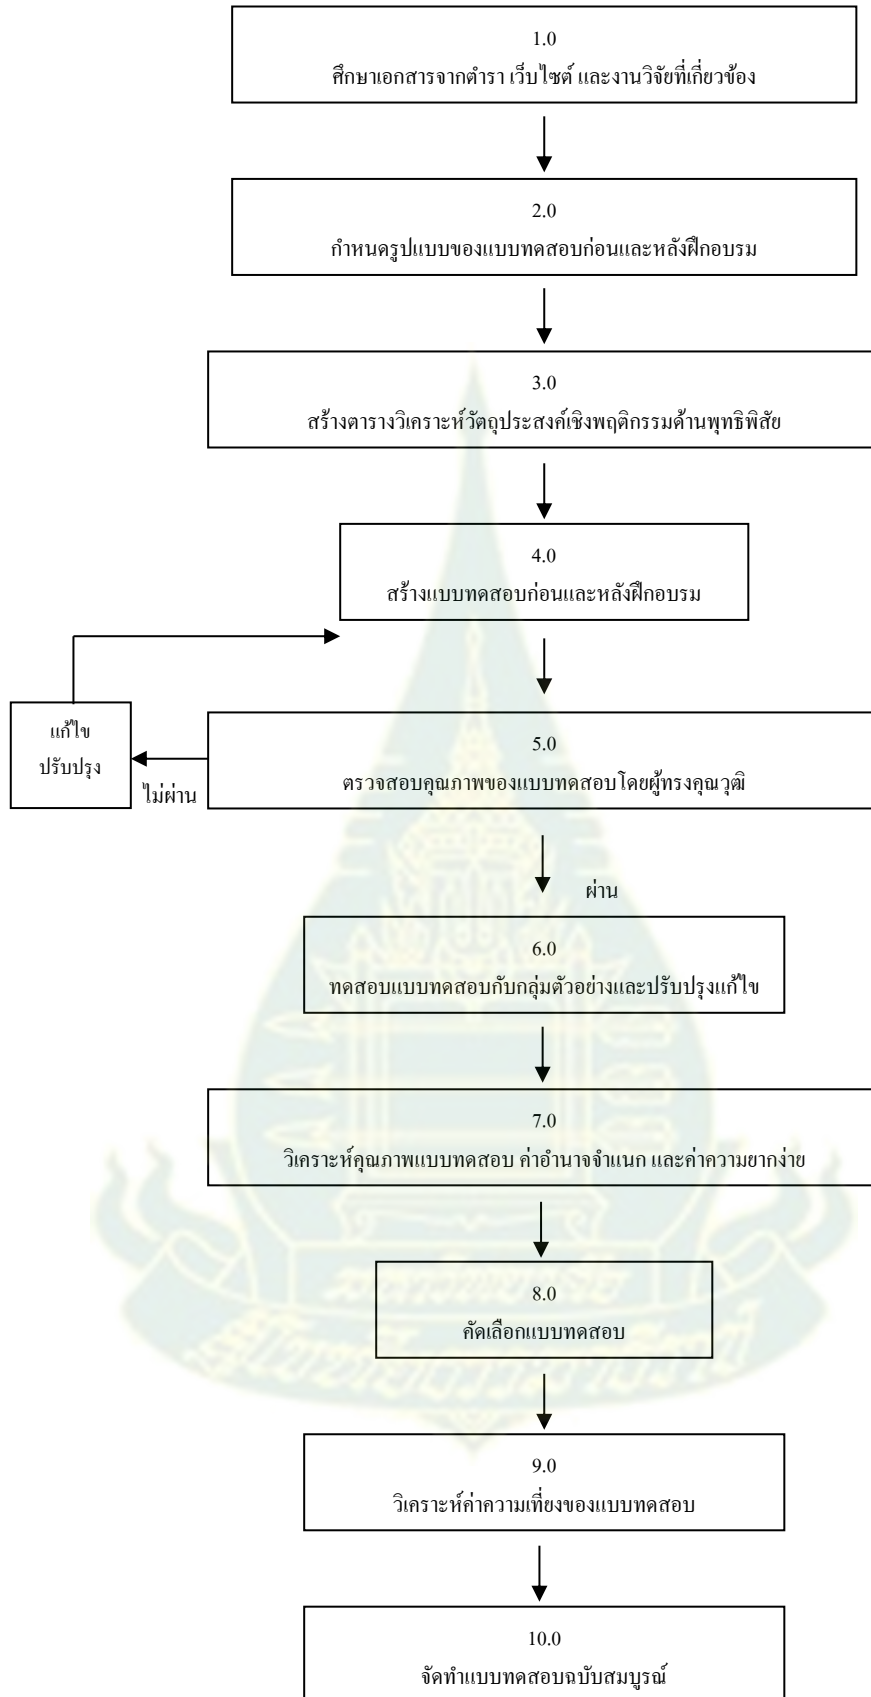 1.0
ศึกษาเอกสารจากตำรา เว็บไซต์ และงานวิจัยที่เกี่ยวข้อง
2.0
กำหนดรูปแบบของแบบทดสอบก่อนและหลังฝึกอบรม
3.0
สร้างตารางวิเคราะห์วัตถุประสงค์เชิงพฤติกรรมด้านพุทธิพิสัย
4.0
สร้างแบบทดสอบก่อนและหลังฝึกอบรม
แก้ไข
ปรับปรุง
ไม่ผ่าน
5.0
ตรวจสอบคุณภาพของแบบทดสอบโดยผู้ทรงคุณวุฒิ
ผ่าน
6.0
ทดสอบแบบทดสอบกับกลุ่มตัวอย่างและปรับปรุงแก้ไข
7.0
วิเคราะห์คุณภาพแบบทดสอบ ค่าอำนาจจำแนก และค่าความยากง่าย
8.0
คัดเลือกแบบทดสอบ
9.0
วิเคราะห์ค่าความเที่ยงของแบบทดสอบ
10.0
จัดทำแบบทดสอบฉบับสมบูรณ์